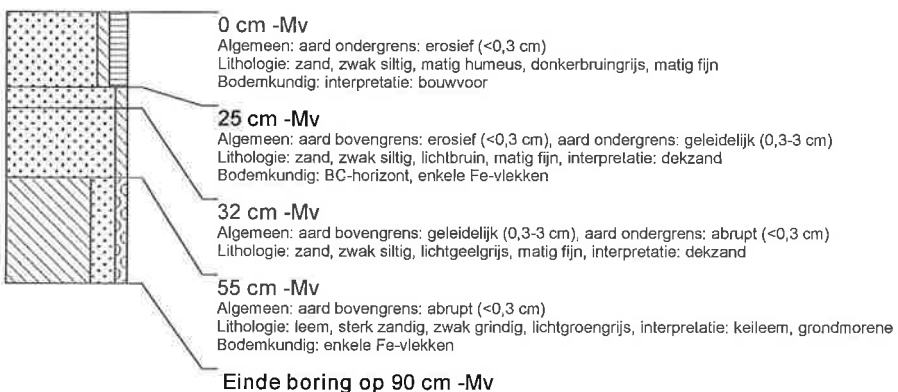 0 cm -Mv
Algemeen: aard ondergrens: erosief (<0,3 cm)
Lithologie: zand, zwak siltig, matig humeus, donkerbruingrijs, matig fijn
Bodemkundig: interpretatie: bouwvoor
25 cm -Mv
Algemeen: aard bovengrens: erosief (<0,3 cm), aard ondergrens: geleidelijk (0,3-3 cm)
Lithologie: zand, zwak siltig, lichtbruin, matig fijn, interpretatie: dekzand
Bodemkundig: BC-horizont, enkele Fe-vlekken
32 cm -Mv
Algemeen: aard bovengrens: geleidelijk (0,3-3 cm), aard ondergrens: abrupt (<0,3 cm)
Lithologie: zand, zwak siltig, lichtgeelgrijs, matig fijn, interpretatie: dekzand
55 cm -Mv
Algemeen: aard bovengrens: abrupt (<0,3 cm)
Lithologie: leem, sterk zandig, zwak grindig, lichtgroengrijs, interpretatie: keileem, grondmorene
Bodemkundig: enkele Fe-vlekken
Einde boring op 90 cm -Mv